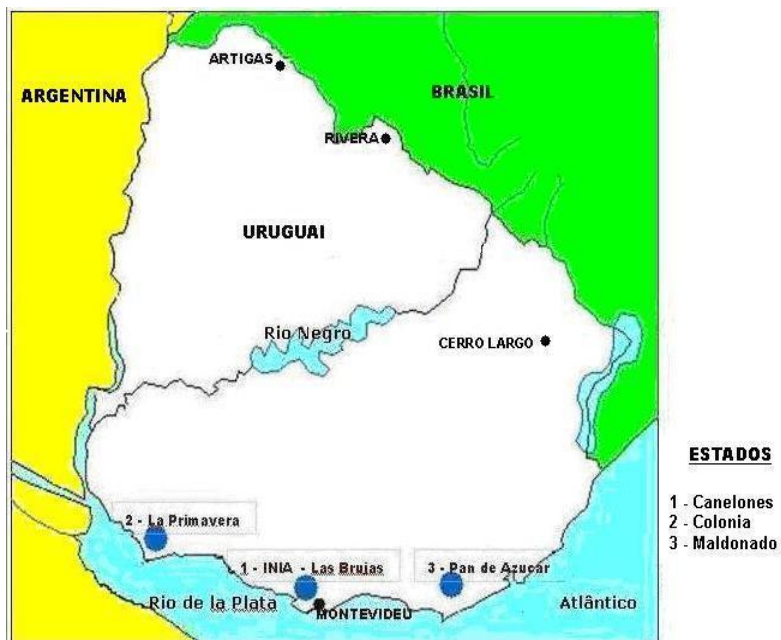 ARTIGAS
ARGENTINA
BRASIL
RIVERA
URUGUAI
Rio Negro
CERRO LARGO
ESTADOS
1 - Canelones
2 - Colonia
3 - Maldonado
2 - La Primavera
1 - INIA - Las Brujas
3 - Pan de Azucar
Rio de la Plata
MONTEVIDEU
Atlântico